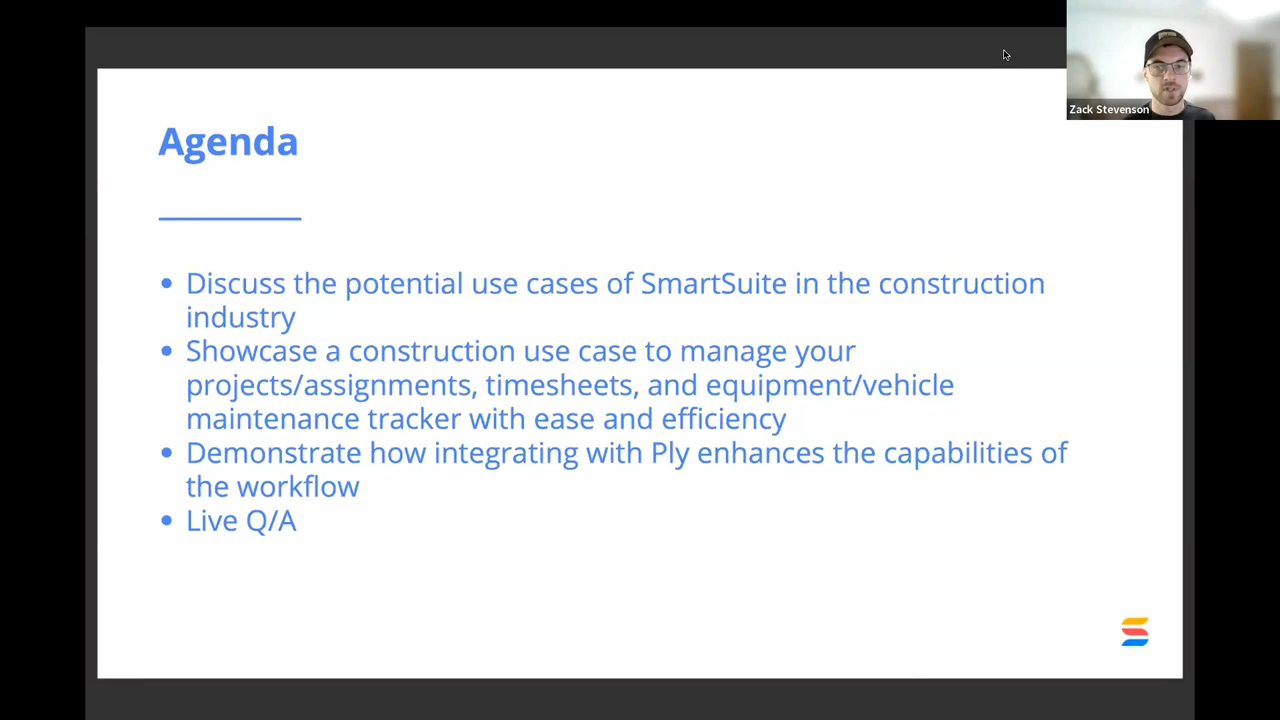 Zack Stevenson
Agenda
• Discuss the potential use cases of SmartSuite in the construction
industry
• Showcase a construction use case to manage your
projects/assignments, timesheets, and equipment/vehicle
maintenance tracker with ease and efficiency
• Demonstrate how integrating with Ply enhances the capabilities of
the workflow
• Live Q/A